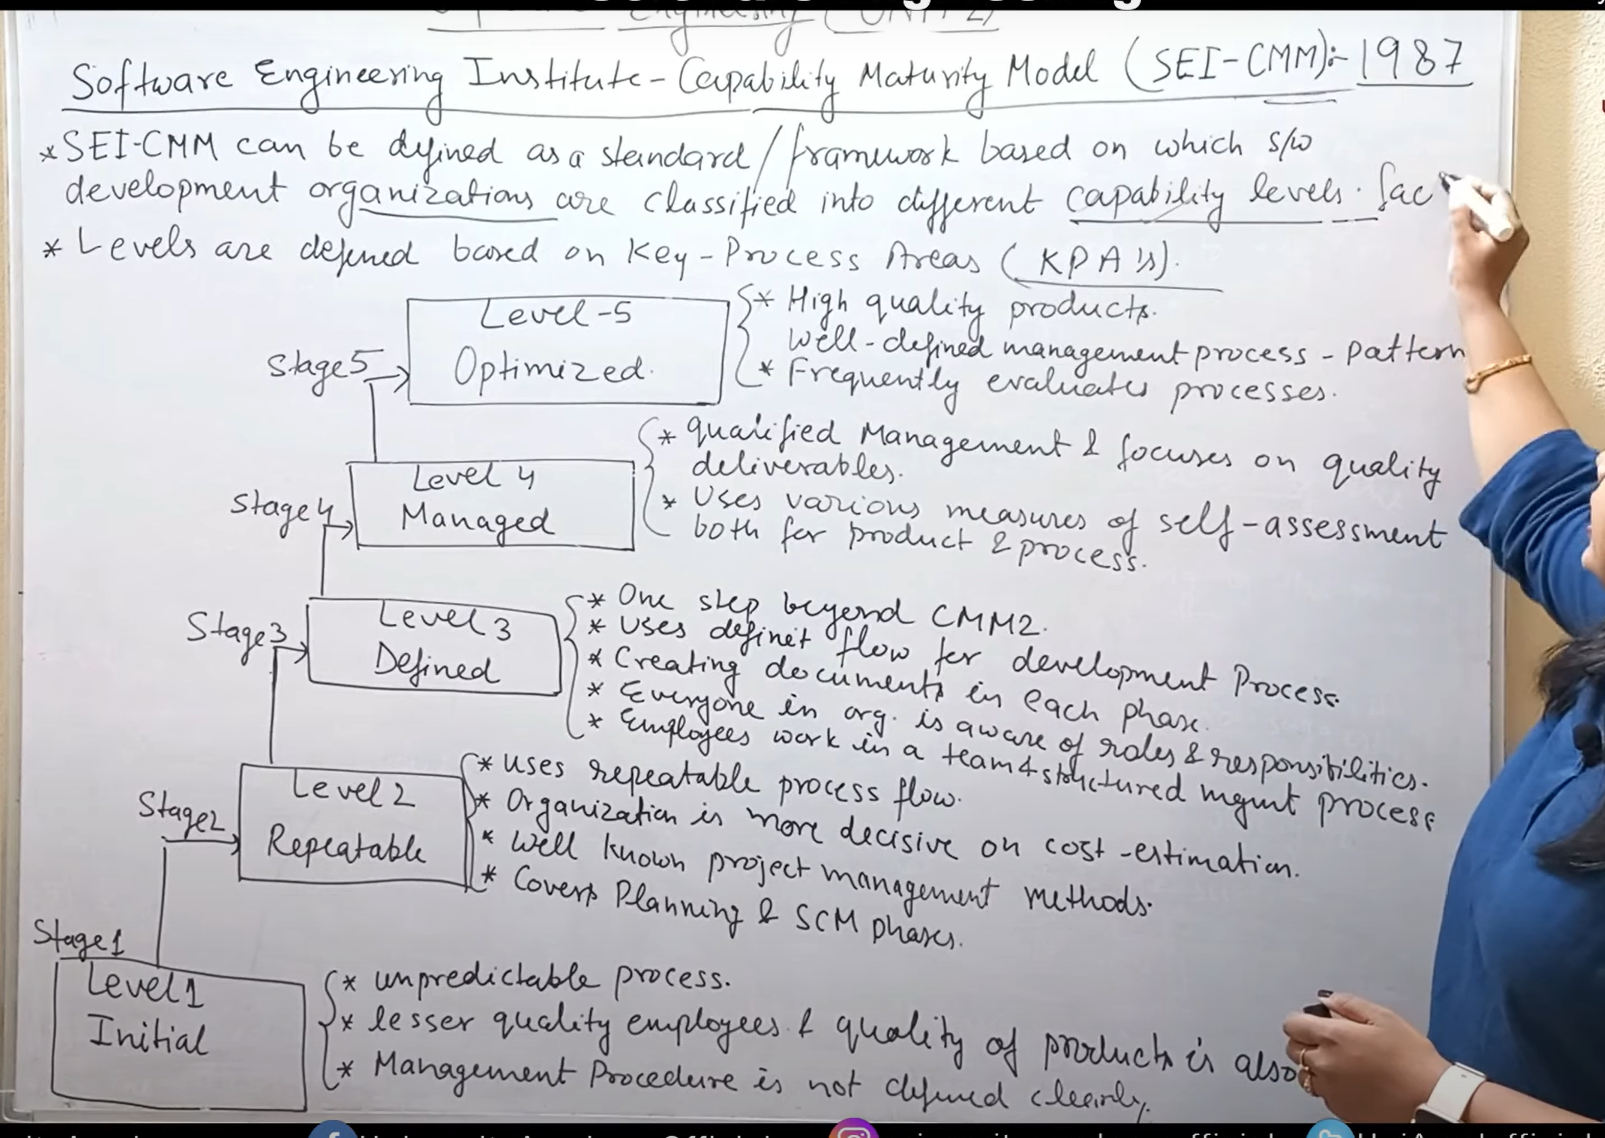 Engineering (UNIT-2)
Software Engineering Institute - Capability Maturity Model (SEI-CMM):- 1987
* SEI-CMM can be defined as a standard / framework based on which s/w
development organizations are classified into different capability levels. fac
* Levels are defined based on Key-Process Areas (KPA's).
Stage5
Level-5
Optimized.
* High quality products.
Well-defined management process - pattern
* Frequently evaluates processes.
Stage4
Level 4
Managed
* qualified Management & focuses on quality
deliverables.
* Uses various measures of self-assessment
both for product & process.
Stage3
Level 3
Defined
* One step beyond CMM2.
* Uses definit flow for development Process.
* Creating documents in each phase.
* Everyone in org. is aware of roles & responsibilities.
* Employees work in a team & structured mgmt process
Stage2
Level 2
Repeatable
* uses repeatable process flow.
* Organization is more decisive on cost-estimation.
* Well known project management methods.
* Covers Planning & SCM phases.
Stage1
Level 1
Initial
* unpredictable process.
* lesser quality employees & quality of products is also
* Management Procedure is not defined clearly.